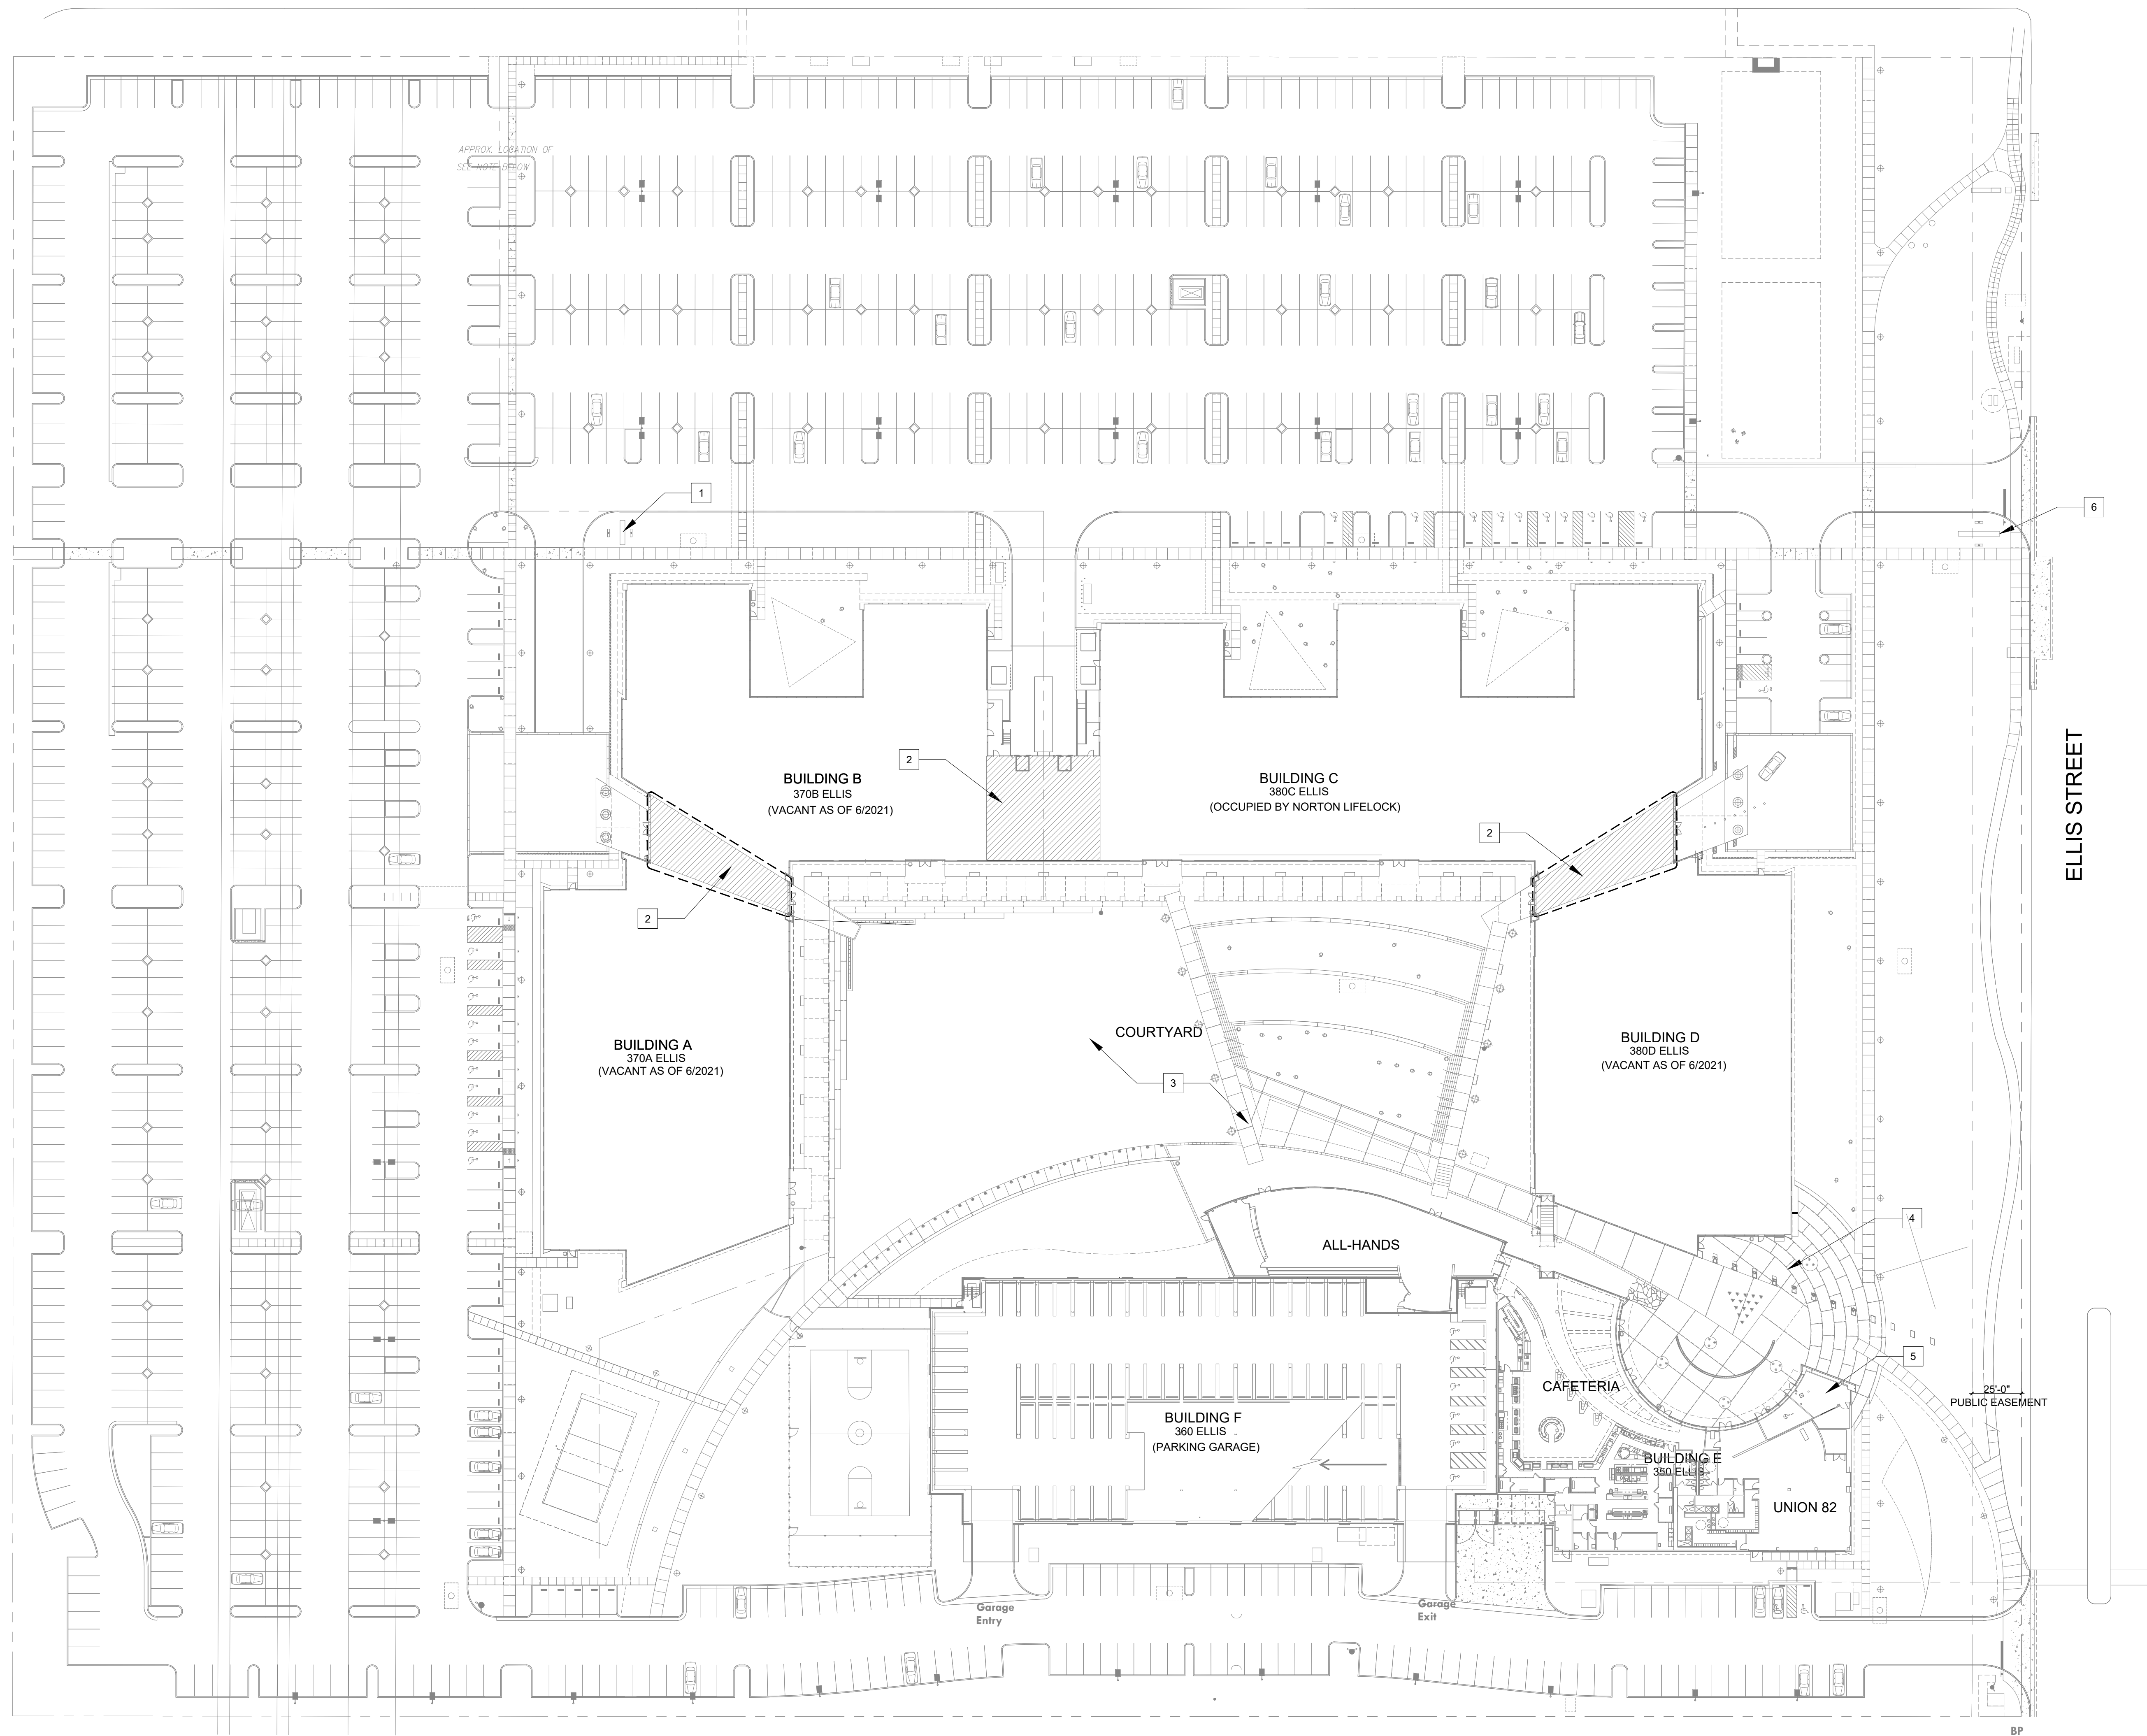 APPROX. LOCATION OF
SEE NOTE BELOW
1
6
ELLIS STREET
2
BUILDING B
370B ELLIS
(VACANT AS OF 6/2021)
BUILDING C
380C ELLIS
(OCCUPIED BY NORTON LIFELOCK)
2
2
COURTYARD
3
BUILDING A
370A ELLIS
(VACANT AS OF 6/2021)
BUILDING D
380D ELLIS
(VACANT AS OF 6/2021)
4
ALL-HANDS
5
CAFETERIA
25'-0"
PUBLIC EASEMENT
BUILDING F
360 ELLIS
(PARKING GARAGE)
BUILDING E
350 ELLIS
UNION 82
Garage
Entry
Garage
Exit
BP